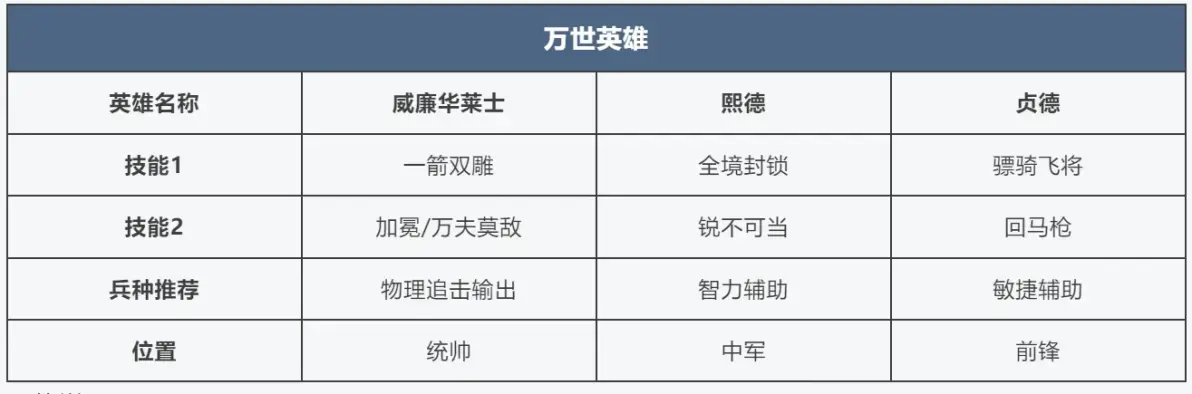 万世英雄
英雄名称 威廉华莱士 熙德 贞德
技能1 一箭双雕 全境封锁 骠骑飞将
技能2 加冕/万夫莫敌 锐不可当 回马枪
兵种推荐 物理追击输出 智力辅助 敏捷辅助
位置 统帅 中军 前锋